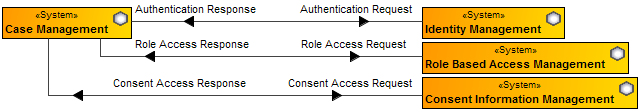 Authentication Response
Authentication Request
«System»
Case Management
«System»
Identity Management
Role Access Response
Role Access Request
«System»
Role Based Access Management
Consent Access Response
Consent Access Request
«System»
Consent Information Management